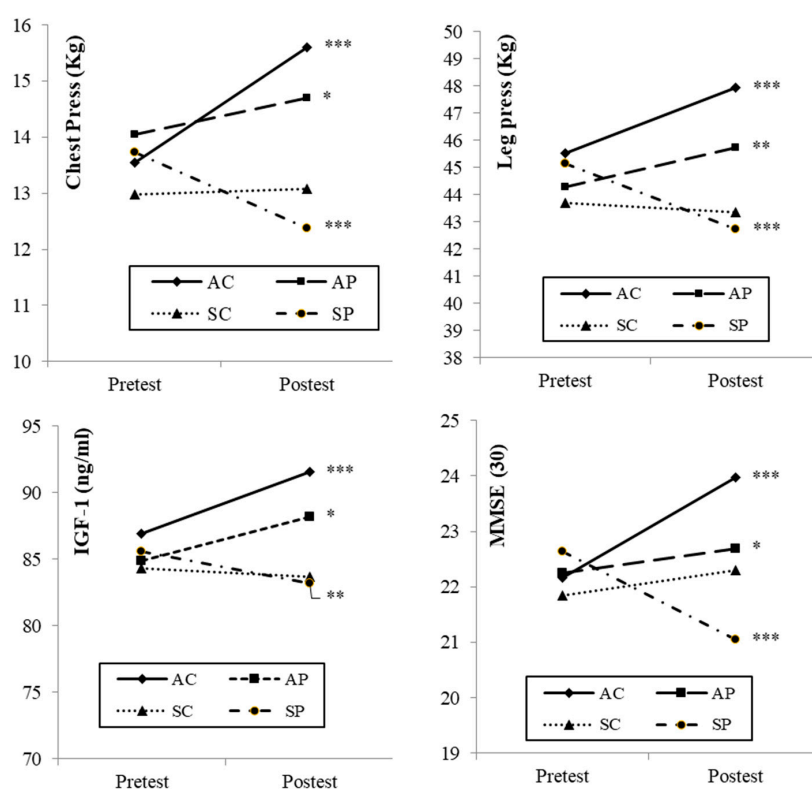 Chest Press (Kg)
16
15
14
13
12
11
10
***
*
***
AC AP
SC SP
Pretest Postest
Leg press (Kg)
50
49
48
47
46
45
44
43
42
41
40
39
38
***
**
***
AC AP
SC SP
Pretest Postest
IGF-1 (ng/ml)
95
90
85
80
75
70
***
*
**
AC AP
SC SP
Pretest Postest
MMSE (30)
25
24
23
22
21
20
19
***
*
***
AC AP
SC SP
Pretest Postest